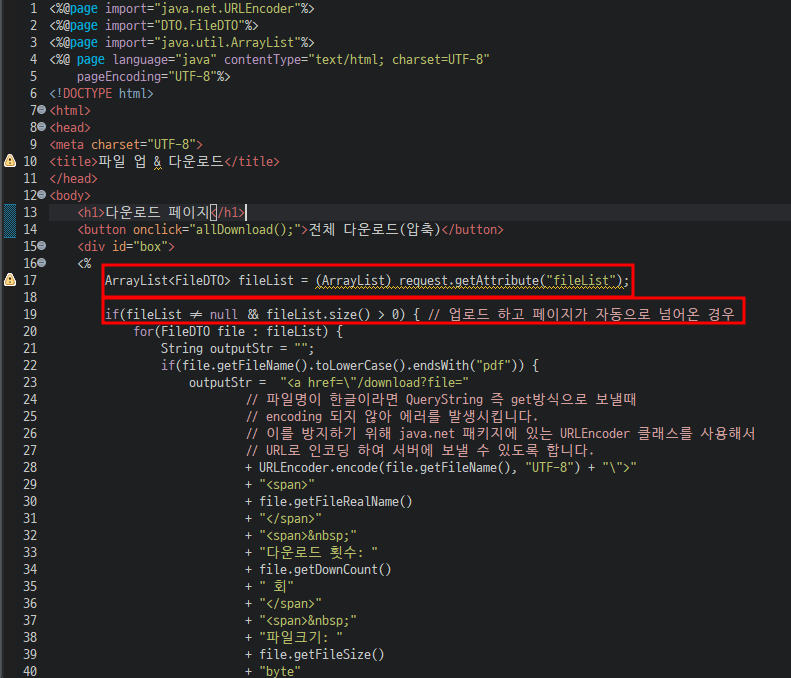 1 <%@page import="java.net.URLEncoder"%>
2 <%@page import="DTO.FileDTO"%>
3 <%@page import="java.util.ArrayList"%>
4 <%@ page language="java" contentType="text/html; charset=UTF-8"
5     pageEncoding="UTF-8"%>
6 <!DOCTYPE html>
7 <html>
8 <head>
9 <meta charset="UTF-8">
10 <title>파일 업 & 다운로드</title>
11 </head>
12 <body>
13     <h1>다운로드 페이지</h1>
14     <button onclick="allDownload();">전체 다운로드(압축)</button>
15     <div id="box">
16     <%
17         ArrayList<FileDTO> fileList = (ArrayList) request.getAttribute("fileList");
18
19         if(fileList ≠ null && fileList.size() > 0) { // 업로드 하고 페이지가 자동으로 넘어온 경우
20             for(FileDTO file : fileList) {
21                 String outputStr = "";
22                 if(file.getFileName().toLowerCase().endsWith("pdf")) {
23                     outputStr =  "<a href=\"/download?file="
24                             // 파일명이 한글이라면 QueryString 즉 get방식으로 보낼때
25                             // encoding 되지 않아 에러를 발생시킵니다.
26                             // 이를 방지하기 위해 java.net 패키지에 있는 URLEncoder 클래스를 사용해서
27                             // URL로 인코딩 하여 서버에 보낼 수 있도록 합니다.
28                             + URLEncoder.encode(file.getFileName(), "UTF-8") + "\">"
29                             + "<span>"
30                             + file.getFileRealName()
31                             + "</span>"
32                             + "<span>&nbsp;"
33                             + "다운로드 횟수: "
34                             + file.getDownCount()
35                             + " 회"
36                             + "</span>"
37                             + "<span>&nbsp;"
38                             + "파일크기: "
39                             + file.getFileSize()
40                             + "byte"